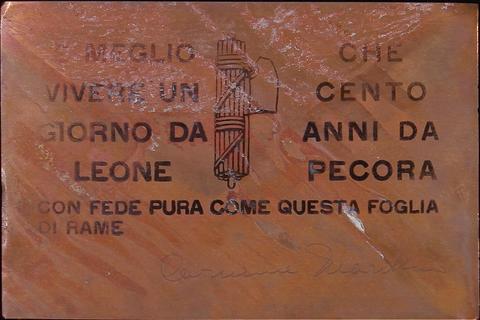 È MEGLIO CHE
VIVERE UN CENTO
GIORNO DA ANNI DA
LEONE PECORA
CON FEDE PURA COME QUESTA FOGLIA
DI RAME